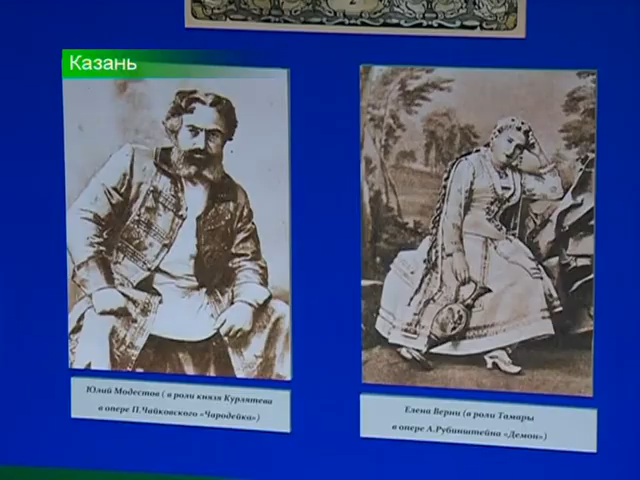 Казань
Юлий Модестов ( в роли князя Курлятева
в опере П.Чайковского «Чародейка»)
Елена Верни (в роли Тамары
в опере А.Рубинштейна «Демон»)